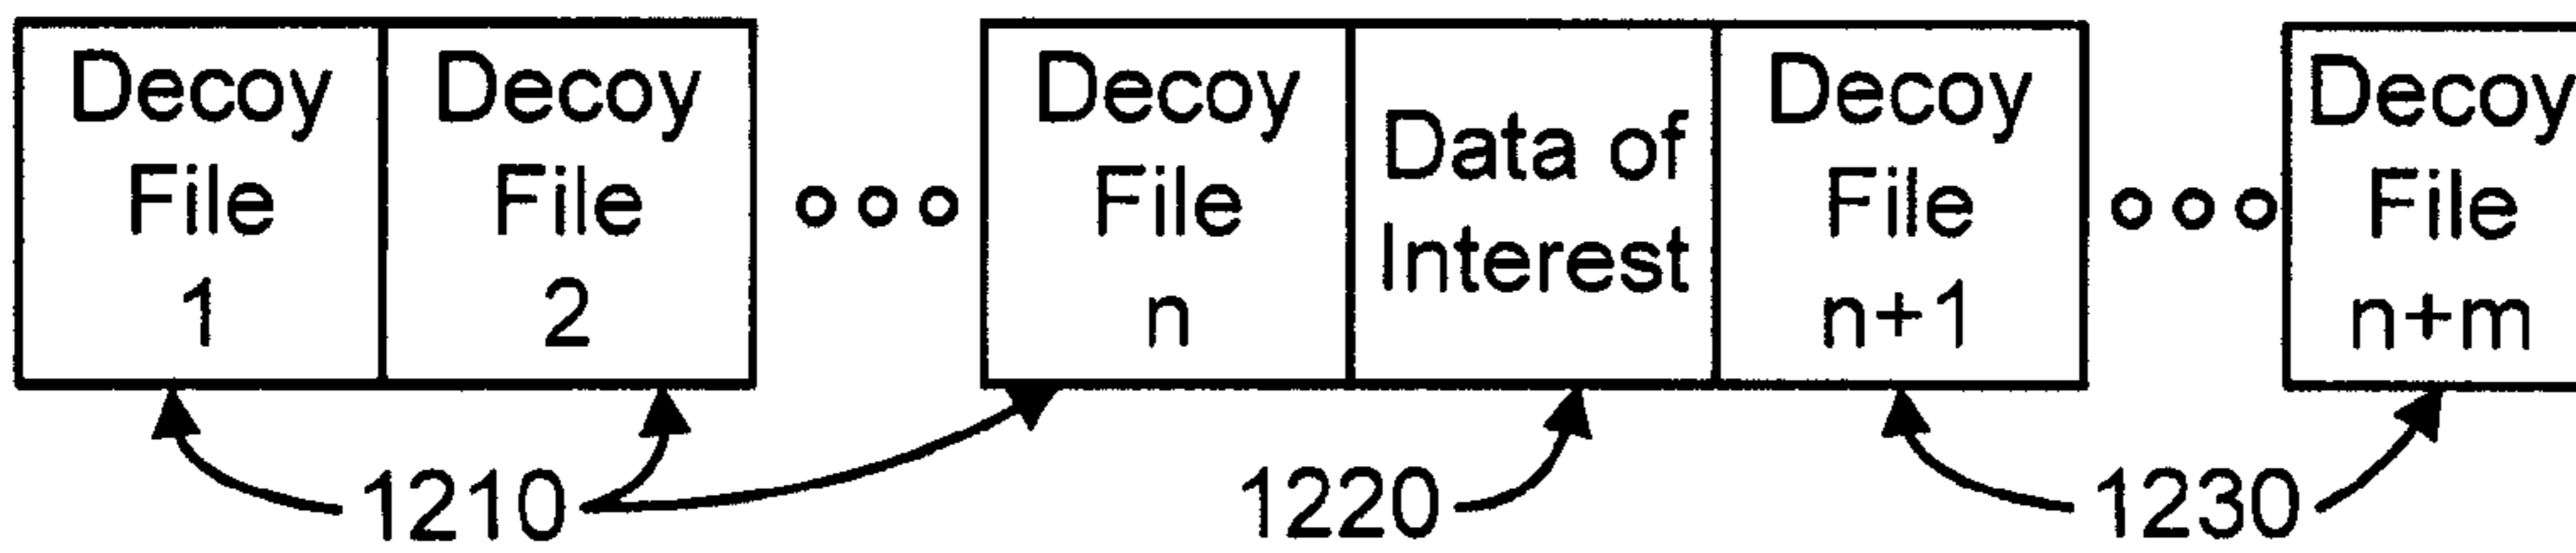 Decoy
File
1
Decoy
File
2
Decoy
File
n
Data of
Interest
Decoy
File
n+1
Decoy
File
n+m
1210
1220
1230